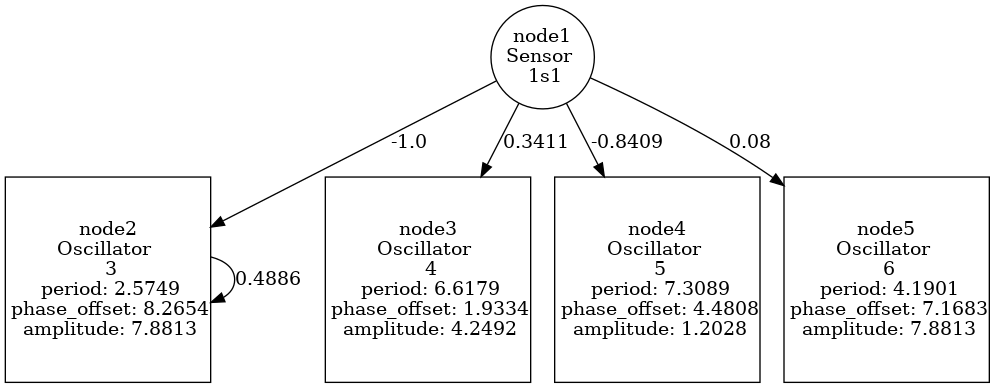 node1
Sensor
1s1
-1.0
0.3411
-0.8409
0.08
node2
Oscillator
3
period: 2.5749
phase_offset: 8.2654
amplitude: 7.8813
0.4886
node3
Oscillator
4
period: 6.6179
phase_offset: 1.9334
amplitude: 4.2492
node4
Oscillator
5
period: 7.3089
phase_offset: 4.4808
amplitude: 1.2028
node5
Oscillator
6
period: 4.1901
phase_offset: 7.1683
amplitude: 7.8813